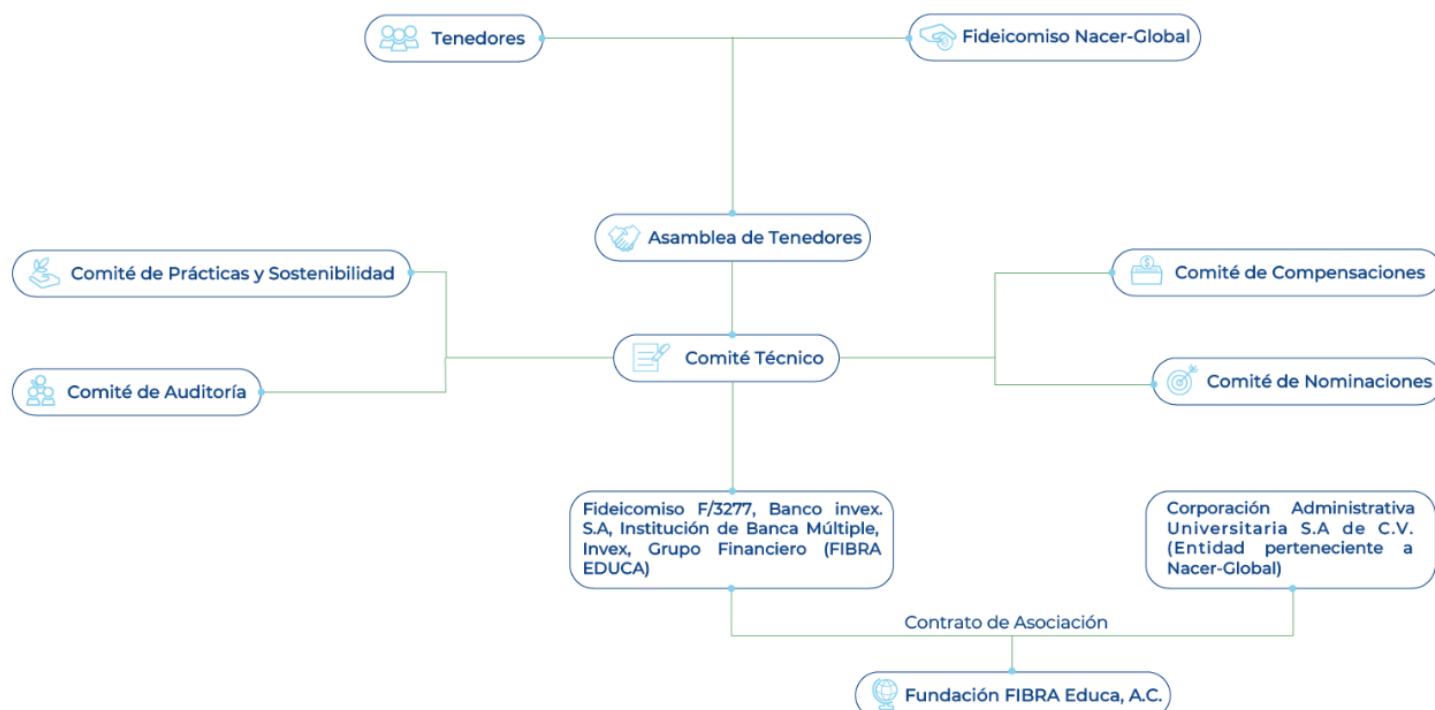 Tenedores
Fideicomiso Nacer-Global
Asamblea de Tenedores
Comité de Prácticas y Sostenibilidad
Comité de Compensaciones
Comité Técnico
Comité de Auditoría
Comité de Nominaciones
Fideicomiso F/3277, Banco invex.
S.A, Institución de Banca Múltiple,
Invex, Grupo Financiero (FIBRA
EDUCA)
Corporación Administrativa
Universitaria S.A de C.V.
(Entidad perteneciente a
Nacer-Global)
Contrato de Asociación
Fundación FIBRA Educa, A.C.